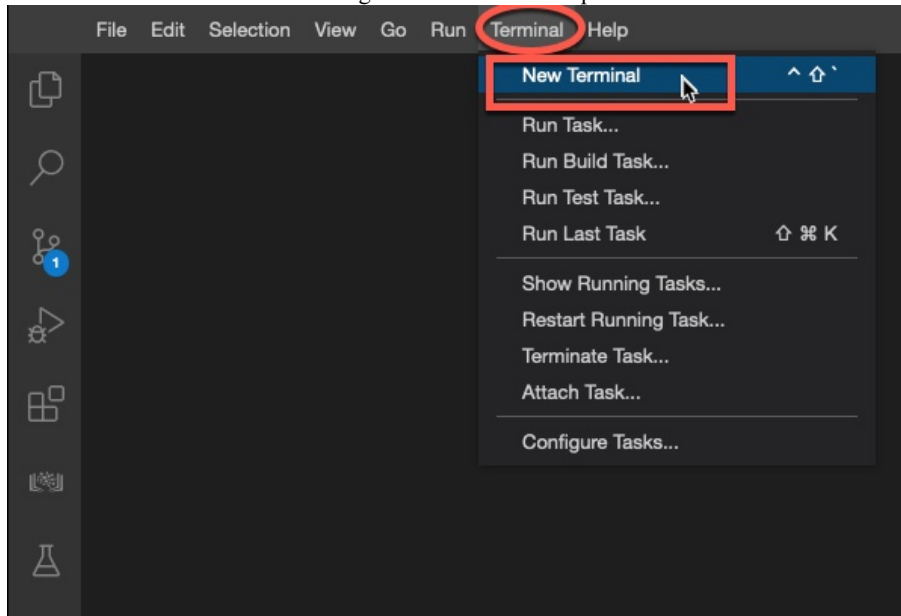 File Edit Selection View Go Run Terminal Help
New Terminal ^ ⇧ `
Run Task...
Run Build Task...
Run Test Task...
Run Last Task ⇧ ⌘ K
1
Show Running Tasks...
Restart Running Task...
Terminate Task...
Attach Task...
Configure Tasks...